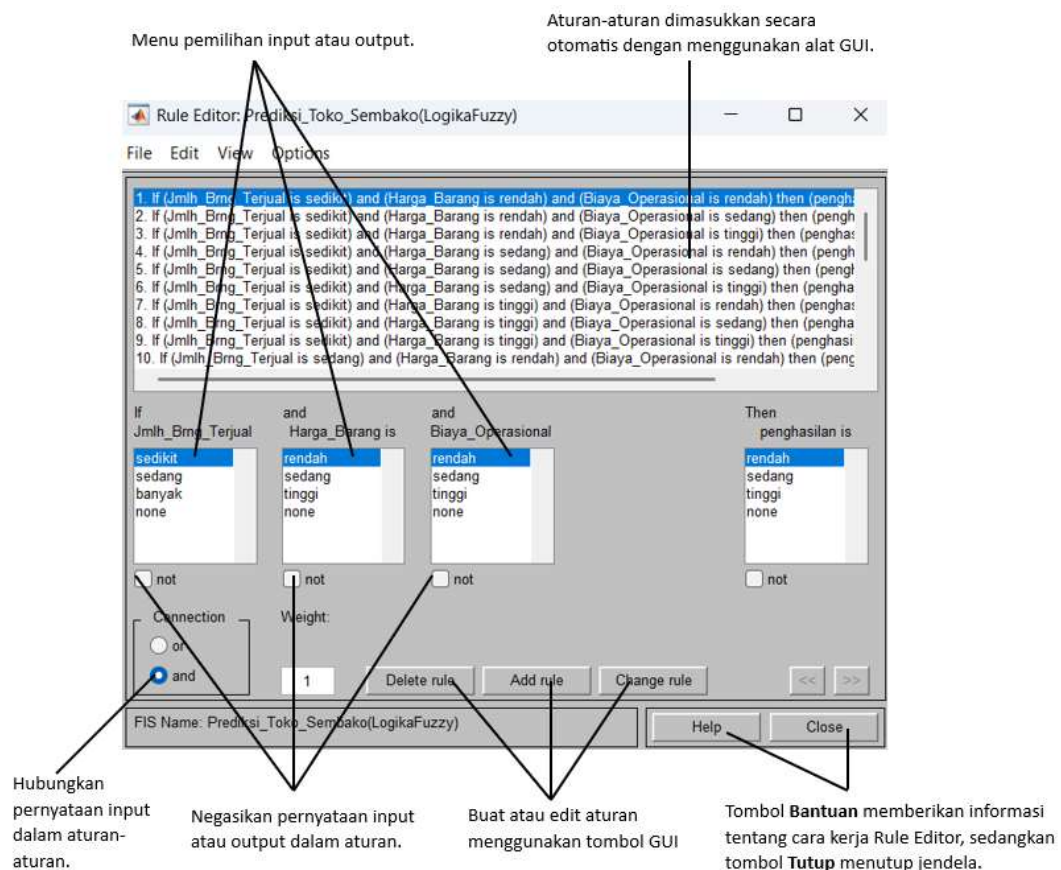 Aturan-aturan dimasukkan secara
otomatis dengan menggunakan alat GUI.
Menu pemilihan input atau output.
Rule Editor: Prediksi_Toko_Sembako(LogikaFuzzy)
File Edit View Options
1. If (Jmlh_Brng_Terjual is sedikit) and (Harga_Barang is rendah) and (Biaya_Operasional is rendah) then (pengha
2. If (Jmlh_Brng_Terjual is sedikit) and (Harga_Barang is rendah) and (Biaya_Operasional is sedang) then (pengh
3. If (Jmlh_Brng_Terjual is sedikit) and (Harga_Barang is rendah) and (Biaya_Operasional is tinggi) then (penghas
4. If (Jmlh_Brng_Terjual is sedikit) and (Harga_Barang is sedang) and (Biaya_Operasional is rendah) then (pengh
5. If (Jmlh_Brng_Terjual is sedikit) and (Harga_Barang is sedang) and (Biaya_Operasional is sedang) then (pengh
6. If (Jmlh_Brng_Terjual is sedikit) and (Harga_Barang is sedang) and (Biaya_Operasional is tinggi) then (pengha
7. If (Jmlh_Brng_Terjual is sedikit) and (Harga_Barang is tinggi) and (Biaya_Operasional is rendah) then (penghas
8. If (Jmlh_Brng_Terjual is sedikit) and (Harga_Barang is tinggi) and (Biaya_Operasional is sedang) then (pengha
9. If (Jmlh_Brng_Terjual is sedikit) and (Harga_Barang is tinggi) and (Biaya_Operasional is tinggi) then (penghasi
10. If (Jmlh_Brng_Terjual is sedang) and (Harga_Barang is rendah) and (Biaya_Operasional is rendah) then (peng
If and and Then
Jmlh_Brng_Terjual Harga_Barang is Biaya_Operasional penghasilan is
sedikit rendah rendah rendah
sedang sedang sedang sedang
banyak tinggi tinggi tinggi
none none none none
not not not not
Connection Weight:
or
and 1 Delete rule Add rule Change rule << >>
FIS Name: Prediksi_Toko_Sembako(LogikaFuzzy) Help Close
Hubungkan
pernyataan input
dalam aturan-
aturan.
Negasikan pernyataan input
atau output dalam aturan.
Buat atau edit aturan
menggunakan tombol GUI
Tombol Bantuan memberikan informasi
tentang cara kerja Rule Editor, sedangkan
tombol Tutup menutup jendela.